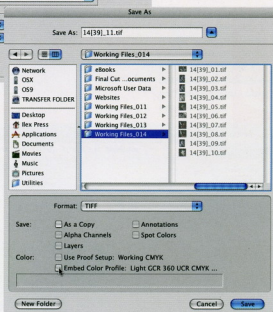 Save As
Save As: 14[39]_11.tif
Working Files_014
Network
OSX
OS9
TRANSFER FOLDER
Desktop
Rex Press
Applications
Documents
Movies
Music
Pictures
Utilities
eBooks
Final Cut ...ocuments
Microsoft User Data
Websites
Working Files_011
Working Files_012
Working Files_013
Working Files_014
14[39]_01.tif
14[39]_02.tif
14[39]_03.tif
14[39]_04.tif
14[39]_05.tif
14[39]_06.tif
14[39]_07.tif
14[39]_08.tif
14[39]_09.tif
14[39]_10.tif
Format: TIFF
Save: As a Copy Annotations
Alpha Channels Spot Colors
Layers
Color: Use Proof Setup: Working CMYK
Embed Color Profile: Light GCR 360 UCR CMYK ...
New Folder Cancel Save